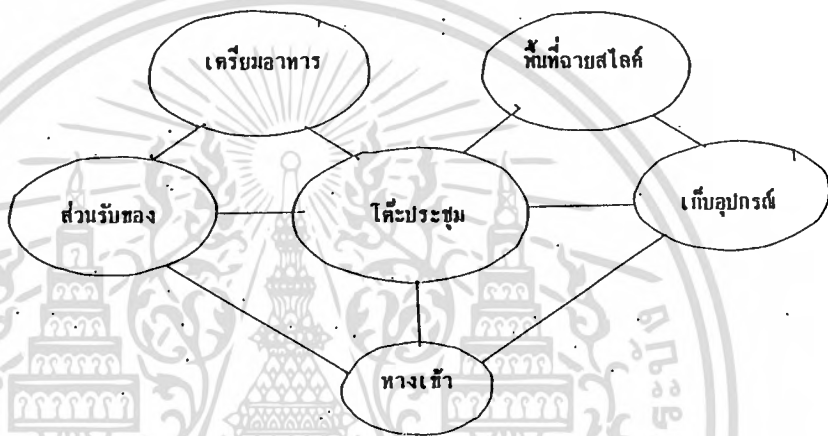 เตรียมอาหาร
พื้นที่ฉายสไลด์
ส่วนรับของ
โต๊ะประชุม
เก็บอุปกรณ์
ทางเข้า